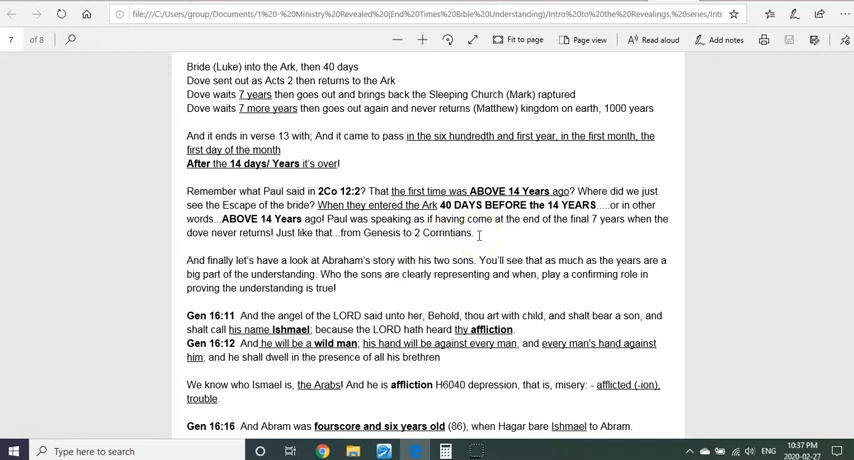 file:///C:/Users/group/Documents/1%20-%20Ministry%20Revealed%20(End%20Times%20Bible%20Understanding)/Intro%20to%20the%20Revealings,%20series/Intr
7 of 8
Fit to page
Page view
Read aloud
Add notes
Bride (Luke) into the Ark, then 40 days
Dove sent out as Acts 2 then returns to the Ark
Dove waits 7 years then goes out and brings back the Sleeping Church (Mark) raptured
Dove waits 7 more years then goes out again and never returns (Matthew) kingdom on earth, 1000 years
And it ends in verse 13 with; And it came to pass in the six hundredth and first year, in the first month, the
first day of the month
After the 14 days/ Years it's over!
Remember what Paul said in 2Co 12:2? That the first time was ABOVE 14 Years ago? Where did we just
see the Escape of the bride? When they entered the Ark 40 DAYS BEFORE the 14 YEARS.....or in other
words...ABOVE 14 Years ago! Paul was speaking as if having come at the end of the final 7 years when the
dove never returns! Just like that...from Genesis to 2 Corrintians.
And finally let's have a look at Abraham's story with his two sons. You'll see that as much as the years are a
big part of the understanding. Who the sons are clearly representing and when, play a confirming role in
proving the understanding is true!
Gen 16:11 And the angel of the LORD said unto her, Behold, thou art with child, and shalt bear a son, and
shalt call his name Ishmael; because the LORD hath heard thy affliction.
Gen 16:12 And he will be a wild man; his hand will be against every man, and every man's hand against
him; and he shall dwell in the presence of all his brethren
We know who Ismael is, the Arabs! And he is affliction H6040 depression, that is, misery: - afflicted (-ion),
trouble.
Gen 16:16 And Abram was fourscore and six years old (86), when Hagar bare Ishmael to Abram.
Type here to search
ENG
10:37 PM
2020-02-27